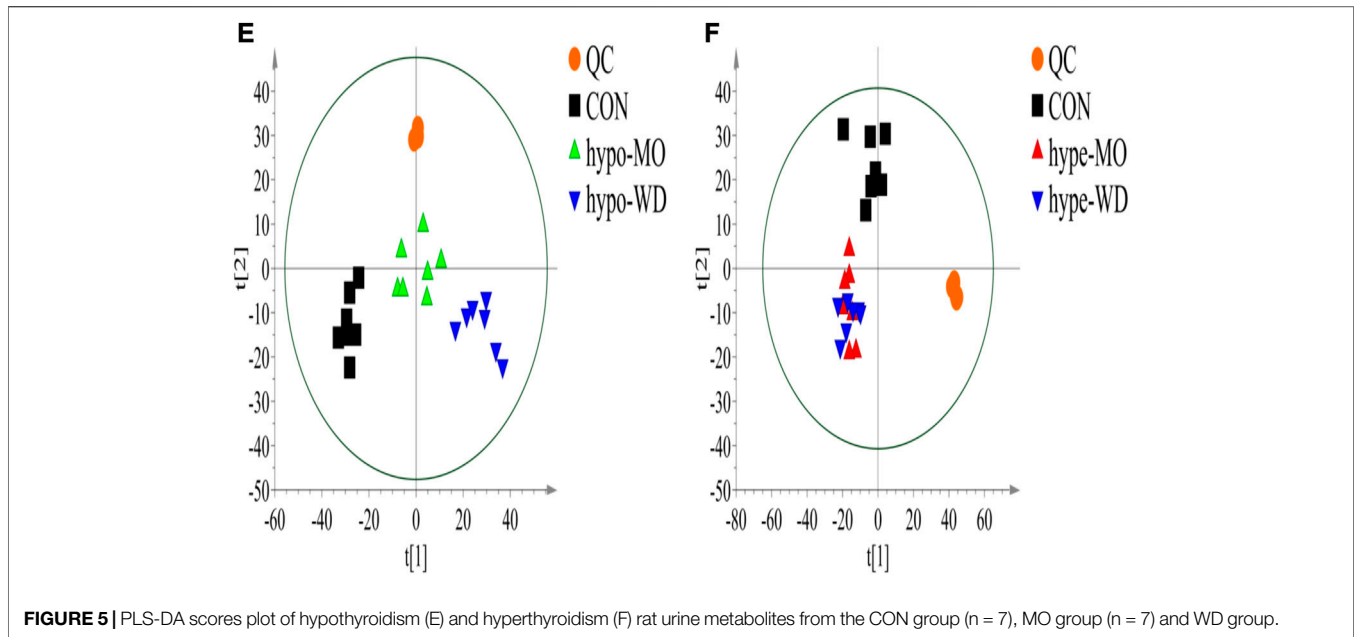 E
QC
CON
hypo-MO
hypo-WD
t[2]
40
30
20
10
0
-10
-20
-30
-40
-50
-60 -40 -20 0 20 40
t[1]
F
QC
CON
hype-MO
hype-WD
t[2]
40
30
20
10
0
-10
-20
-30
-40
-50
-80 -60 -40 -20 0 20 40 60
t[1]
FIGURE 5 | PLS-DA scores plot of hypothyroidism (E) and hyperthyroidism (F) rat urine metabolites from the CON group (n = 7), MO group (n = 7) and WD group.